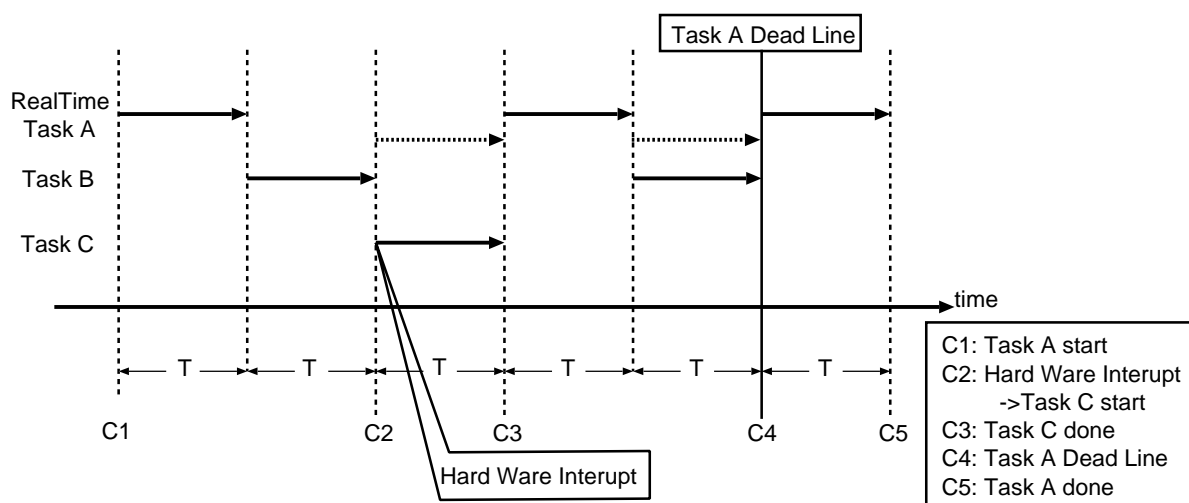 Task A Dead Line
RealTime
Task A
Task B
Task C
time
T T T T T T
C1 C2 C3 C4 C5
Hard Ware Interupt
C1: Task A start
C2: Hard Ware Interupt
->Task C start
C3: Task C done
C4: Task A Dead Line
C5: Task A done